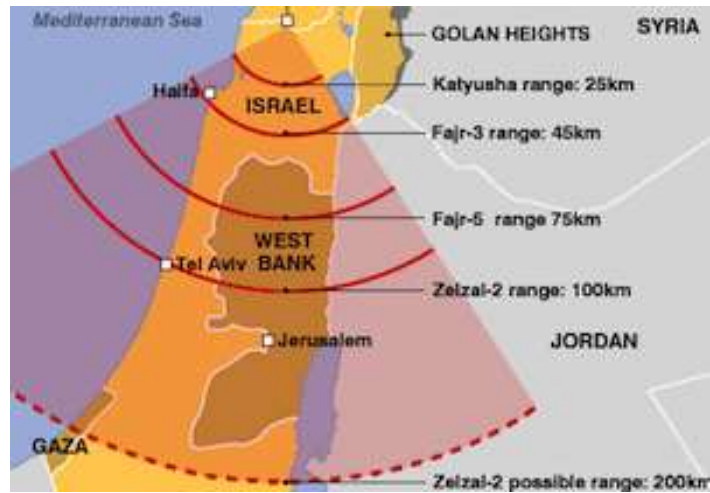 Mediterranean Sea
SYRIA
GOLAN HEIGHTS
Haifa
Katyusha range: 25km
ISRAEL
Fajr-3 range: 45km
Fajr-5 range 75km
WEST
BANK
Tel Aviv
Zelzal-2 range: 100km
Jerusalem
JORDAN
GAZA
Zelzal-2 possible range: 200km